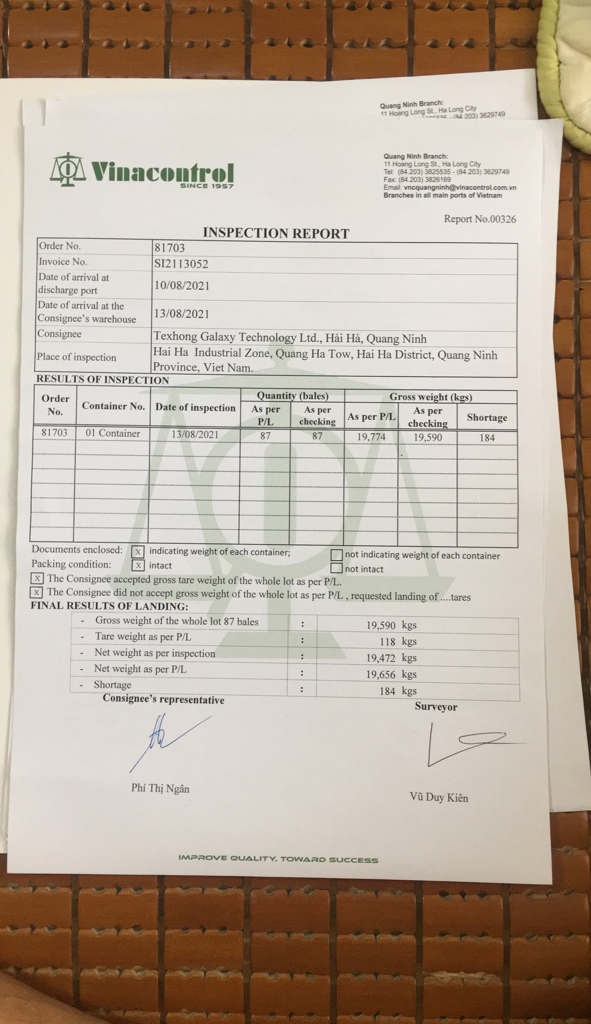 Quang Ninh Branch:
11 Hoang Long St., Ha Long City
(84.203) 3629749
Vinacontrol
SINCE 1957
Quang Ninh Branch:
11 Hoang Long St., Ha Long City
Tel: (84.203) 3825535 - (84.203) 3629749
Fax: (84.203) 3826169
Email: vncquangninh@vinacontrol.com.vn
Branches in all main ports of Vietnam
Report No.00326
INSPECTION REPORT
Order No. 81703
Invoice No. SI2113052
Date of arrival at discharge port 10/08/2021
Date of arrival at the Consignee's warehouse 13/08/2021
Consignee Texhong Galaxy Technology Ltd., Hải Hà, Quang Ninh
Place of inspection Hai Ha Industrial Zone, Quang Ha Tow, Hai Ha District, Quang Ninh
Province, Viet Nam.
RESULTS OF INSPECTION
Order No. Container No. Date of inspection Quantity (bales) Gross weight (kgs)
As per P/L As per checking As per P/L As per checking Shortage
81703 01 Container 13/08/2021 87 87 19,774 19,590 184
Documents enclosed: x indicating weight of each container; not indicating weight of each container
Packing condition: x intact not intact
x The Consignee accepted gross tare weight of the whole lot as per P/L.
x The Consignee did not accept gross weight of the whole lot as per P/L , requested landing of ....tares
FINAL RESULTS OF LANDING:
- Gross weight of the whole lot 87 bales : 19,590 kgs
- Tare weight as per P/L : 118 kgs
- Net weight as per inspection : 19,472 kgs
- Net weight as per P/L : 19,656 kgs
- Shortage : 184 kgs
Consignee's representative Surveyor
Phí Thị Ngân
Vũ Duy Kiên
IMPROVE QUALITY, TOWARD SUCCESS